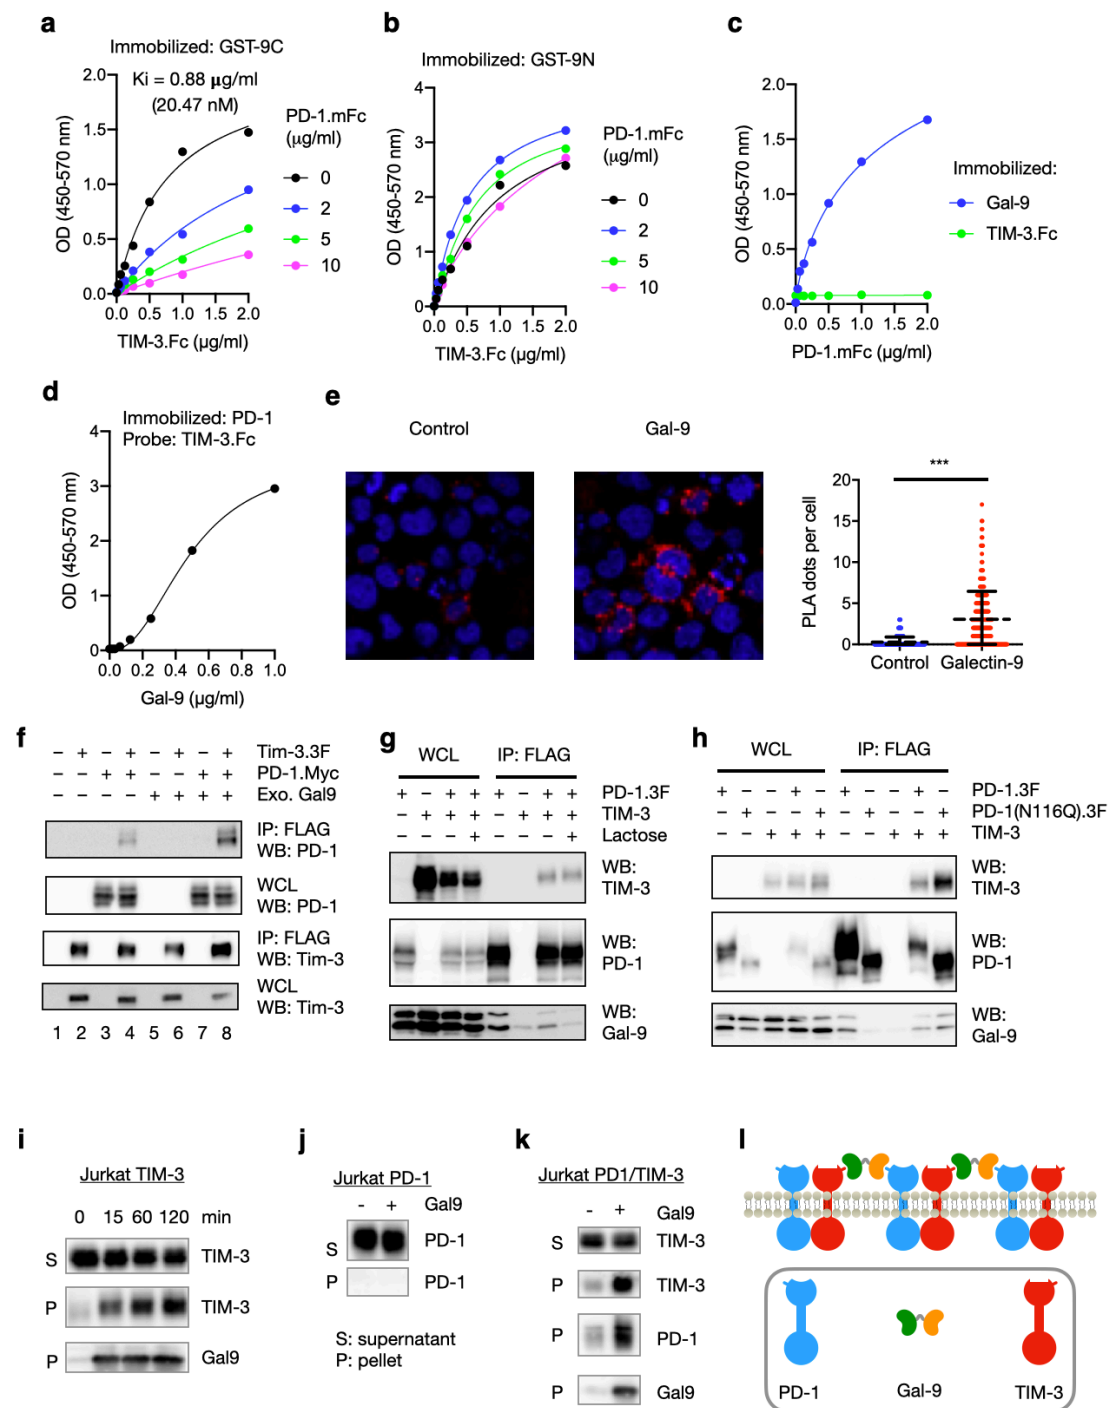 a
Immobilized: GST-9C
Ki = 0.88 µg/ml
(20.47 nM)
OD (450-570 nm)
2.0
1.5
1.0
0.5
0.0
0.0 0.5 1.0 1.5 2.0
TIM-3.Fc (µg/ml)
PD-1.mFc
(µg/ml)
0
2
5
10
b
Immobilized: GST-9N
OD (450-570 nm)
4
3
2
1
0
0.0 0.5 1.0 1.5 2.0
TIM-3.Fc (µg/ml)
PD-1.mFc
(µg/ml)
0
2
5
10
c
OD (450-570 nm)
2.0
1.5
1.0
0.5
0.0
0.0 0.5 1.0 1.5 2.0
PD-1.mFc (µg/ml)
Immobilized:
Gal-9
TIM-3.Fc
d
Immobilized: PD-1
Probe: TIM-3.Fc
OD (450-570 nm)
4
3
2
1
0
0.0 0.2 0.4 0.6 0.8 1.0
Gal-9 (µg/ml)
e
Control
Gal-9
***
PLA dots per cell
20
15
10
5
0
Control Galectin-9
f
– + – + – + – + Tim-3.3F
– – + + – – + + PD-1.Myc
– – – – + + + + Exo. Gal9
IP: FLAG
WB: PD-1
WCL
WB: PD-1
IP: FLAG
WB: Tim-3
WCL
WB: Tim-3
1 2 3 4 5 6 7 8
g
WCL IP: FLAG
+ – + + + – + + PD-1.3F
– + + + – + + + TIM-3
– – – + – – – + Lactose
WB:
TIM-3
WB:
PD-1
WB:
Gal-9
h
WCL IP: FLAG
+ – – + – + – – + – PD-1.3F
– + – – + – + – – + PD-1(N116Q).3F
– – + + + – – + + + TIM-3
WB:
TIM-3
WB:
PD-1
WB:
Gal-9
i
Jurkat TIM-3
0 15 60 120 min
S TIM-3
P TIM-3
P Gal9
j
Jurkat PD-1
- + Gal9
S PD-1
P PD-1
S: supernatant
P: pellet
k
Jurkat PD1/TIM-3
- + Gal9
S TIM-3
P TIM-3
P PD-1
P Gal9
l
PD-1 Gal-9 TIM-3